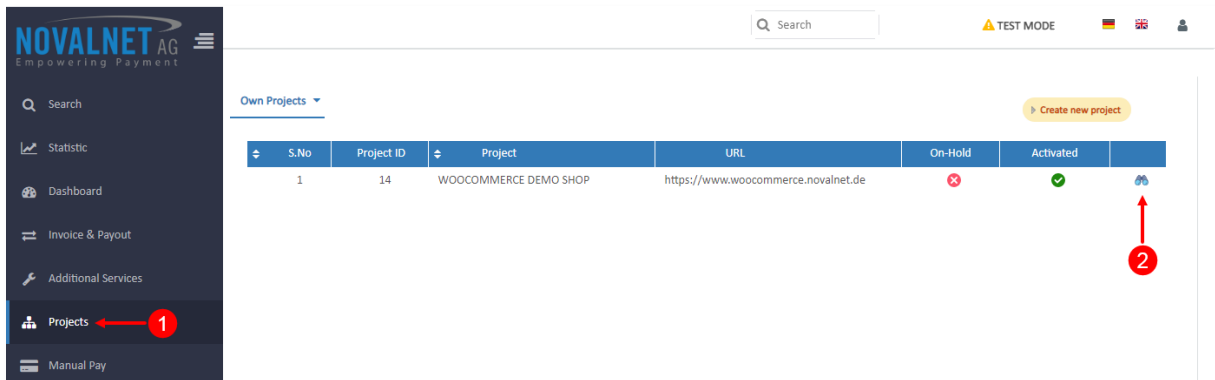 NOVALNET AG
Empowering Payment
Search
TEST MODE
Search
Statistic
Dashboard
Invoice & Payout
Additional Services
Projects
1
Manual Pay
Own Projects
Create new project
S.No Project ID Project URL On-Hold Activated
1 14 WOOCOMMERCE DEMO SHOP https://www.woocommerce.novalnet.de
2